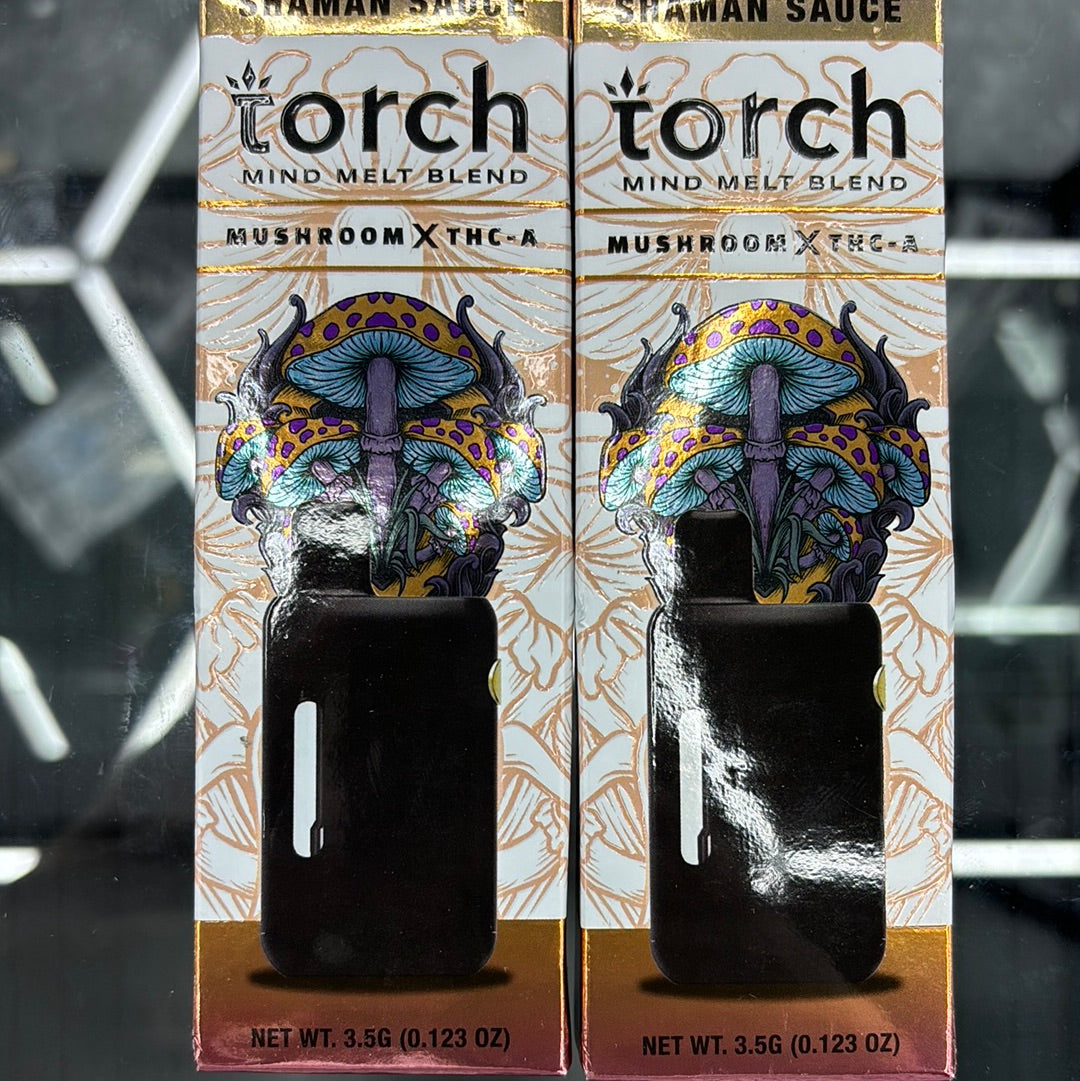 SHAMAN SAUCE
torch
MIND MELT BLEND
MUSHROOM X THC-A
NET WT. 3.5G (0.123 OZ)
SHAMAN SAUCE
torch
MIND MELT BLEND
MUSHROOM X THC-A
NET WT. 3.5G (0.123 OZ)